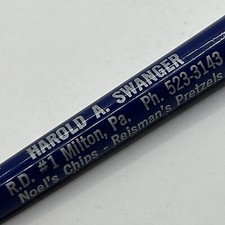 HAROLD A. SWANGER
R.D. #1 Milton, Pa. Ph. 523-3143
Noel's Chips - Reisman's Pretzels